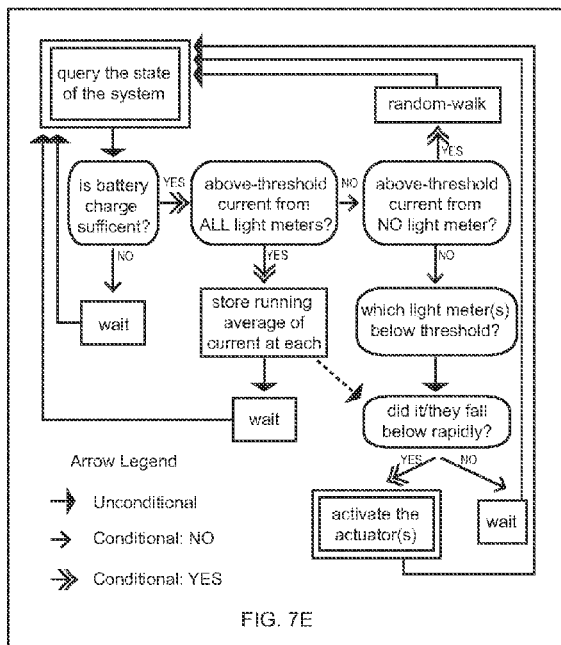 query the state
of the system
random-walk
YES
is battery
charge
sufficent?
YES
above-threshold
current from
ALL light meters?
NO
above-threshold
current from
NO light meter?
NO
YES
NO
wait
store running
average of
current at each
which light meter(s)
below threshold?
wait
did it/they fall
below rapidly?
YES
NO
Arrow Legend
Unconditional
Conditional: NO
Conditional: YES
activate the
actuator(s)
wait
FIG. 7E